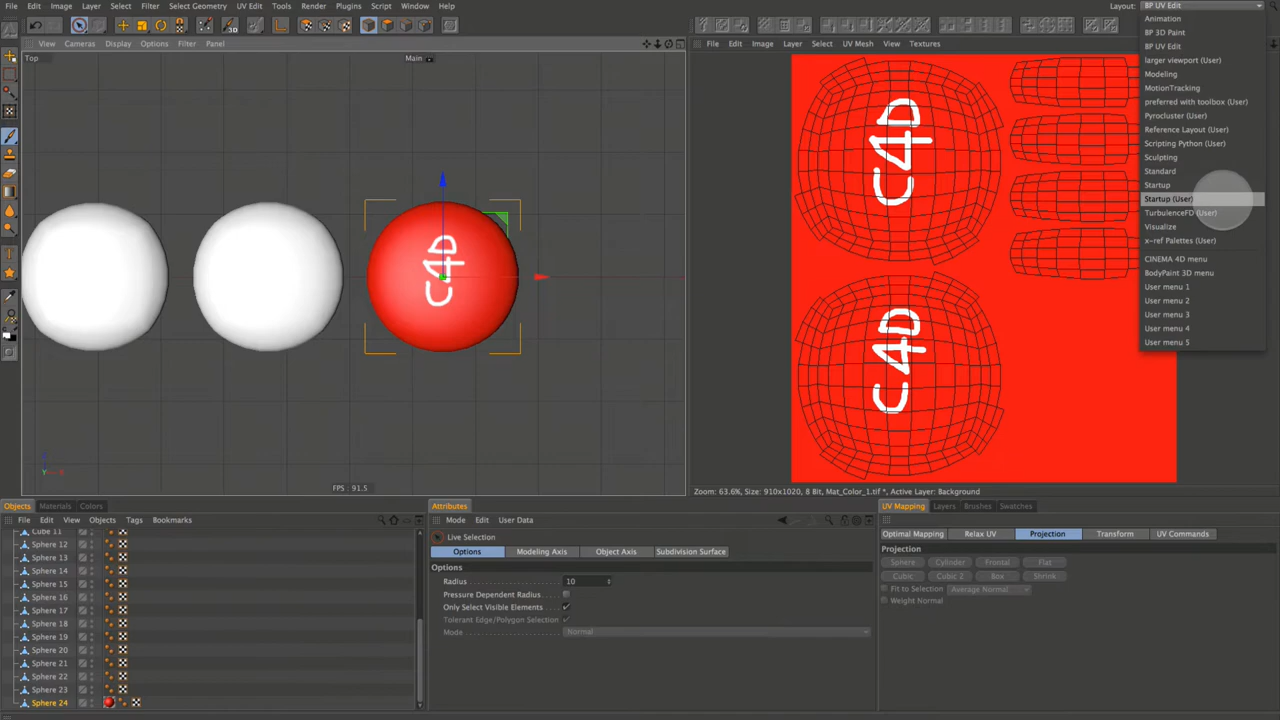 File Edit Image Layer Select Filter Select Geometry UV Edit Tools Render Plugins Script Window Help
Layout: BP UV Edit
View Cameras Display Options Filter Panel
File Edit Image Layer Select UV Mesh View Textures
Top
Main
C4D
C4D
C4D
FPS : 91.5
Zoom: 63.6%, Size: 910x1020, 8 Bit, Mat_Color_1.tif *, Active Layer: Background
Animation
BP 3D Paint
BP UV Edit
larger viewport (User)
Modeling
MotionTracking
preferred with toolbox (User)
Pyrocluster (User)
Reference Layout (User)
Scripting Python (User)
Sculpting
Standard
Startup
Startup (User)
TurbulenceFD (User)
Visualize
x-ref Palettes (User)
CINEMA 4D menu
BodyPaint 3D menu
User menu 1
User menu 2
User menu 3
User menu 4
User menu 5
Objects Materials Colors
File Edit View Objects Tags Bookmarks
Cube 11
Sphere 12
Sphere 13
Sphere 14
Sphere 15
Sphere 16
Sphere 17
Sphere 18
Sphere 19
Sphere 20
Sphere 21
Sphere 22
Sphere 23
Sphere 24
Attributes
Mode Edit User Data
Live Selection
Options Modeling Axis Object Axis Subdivision Surface
Options
Radius 10
Pressure Dependent Radius
Only Select Visible Elements
Tolerant Edge/Polygon Selection
Mode Normal
UV Mapping Layers Brushes Swatches
Optimal Mapping Relax UV Projection Transform UV Commands
Projection
Sphere Cylinder Frontal Flat
Cubic Cubic 2 Box Shrink
Fit to Selection Average Normal
Weight Normal